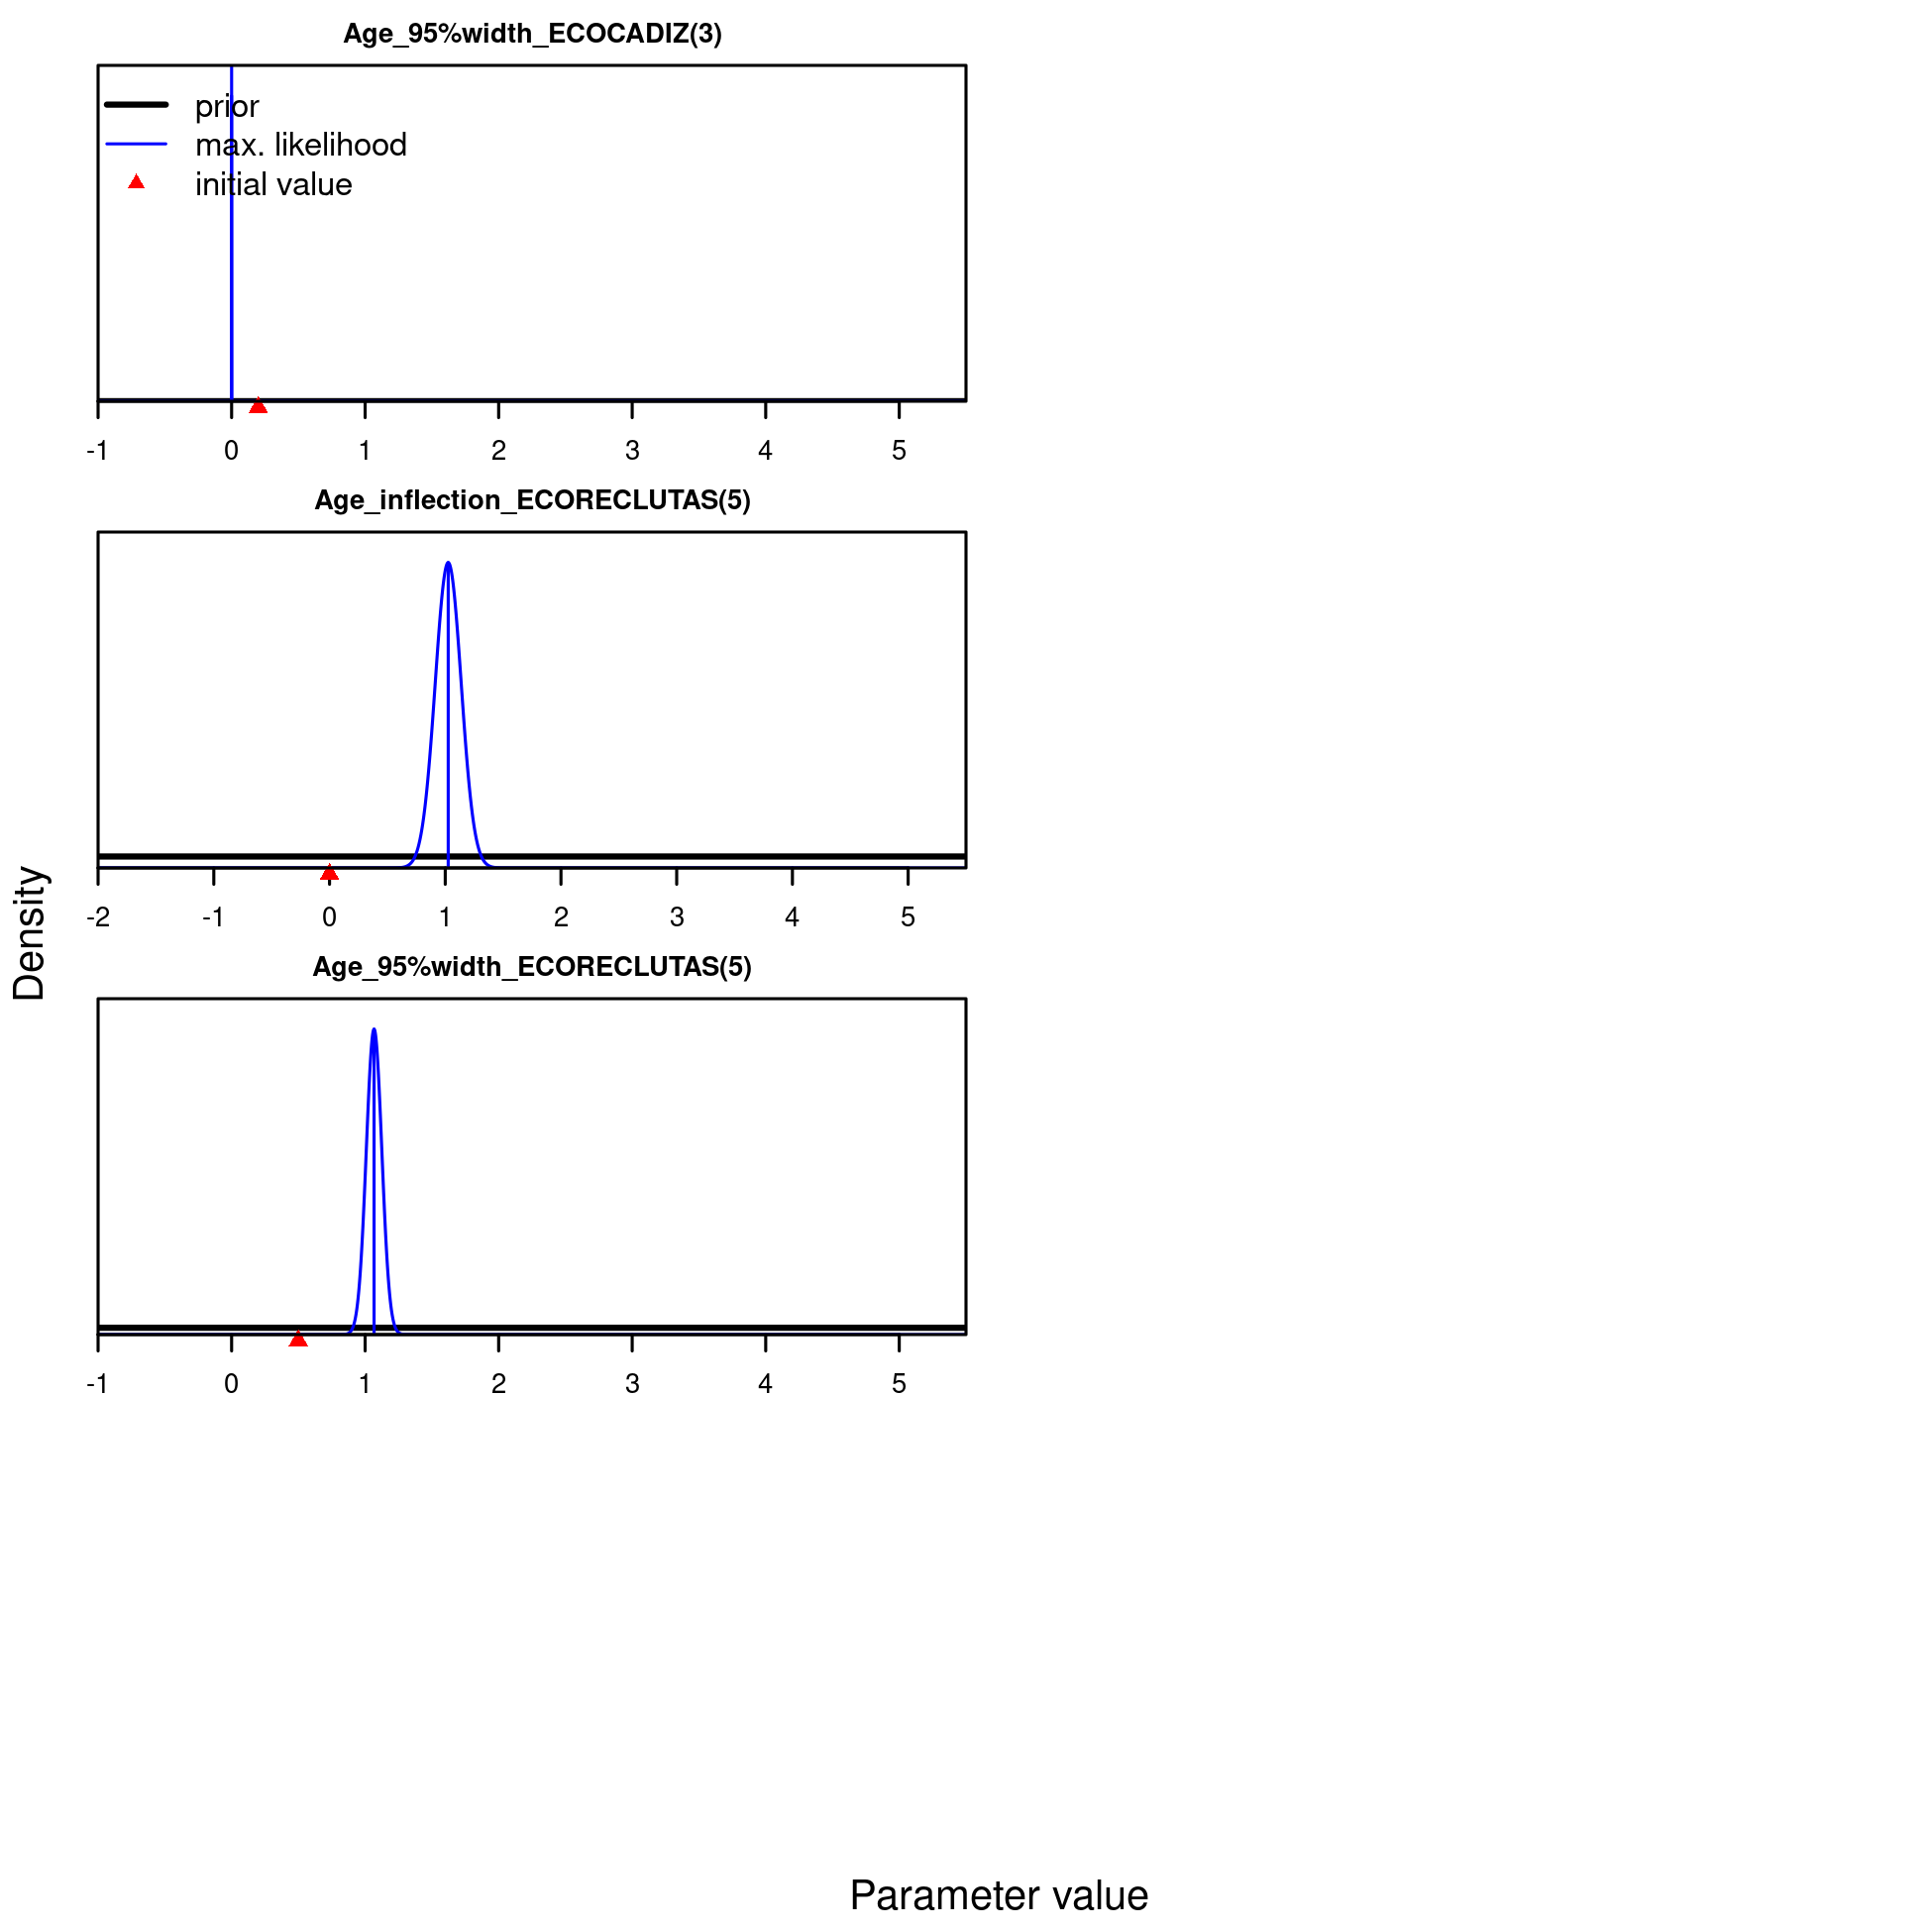 Age_95%width_ECOCADIZ(3)
prior
max. likelihood
initial value
-1 0 1 2 3 4 5
Age_inflection_ECORECLUTAS(5)
-2 -1 0 1 2 3 4 5
Density
Age_95%width_ECORECLUTAS(5)
-1 0 1 2 3 4 5
Parameter value